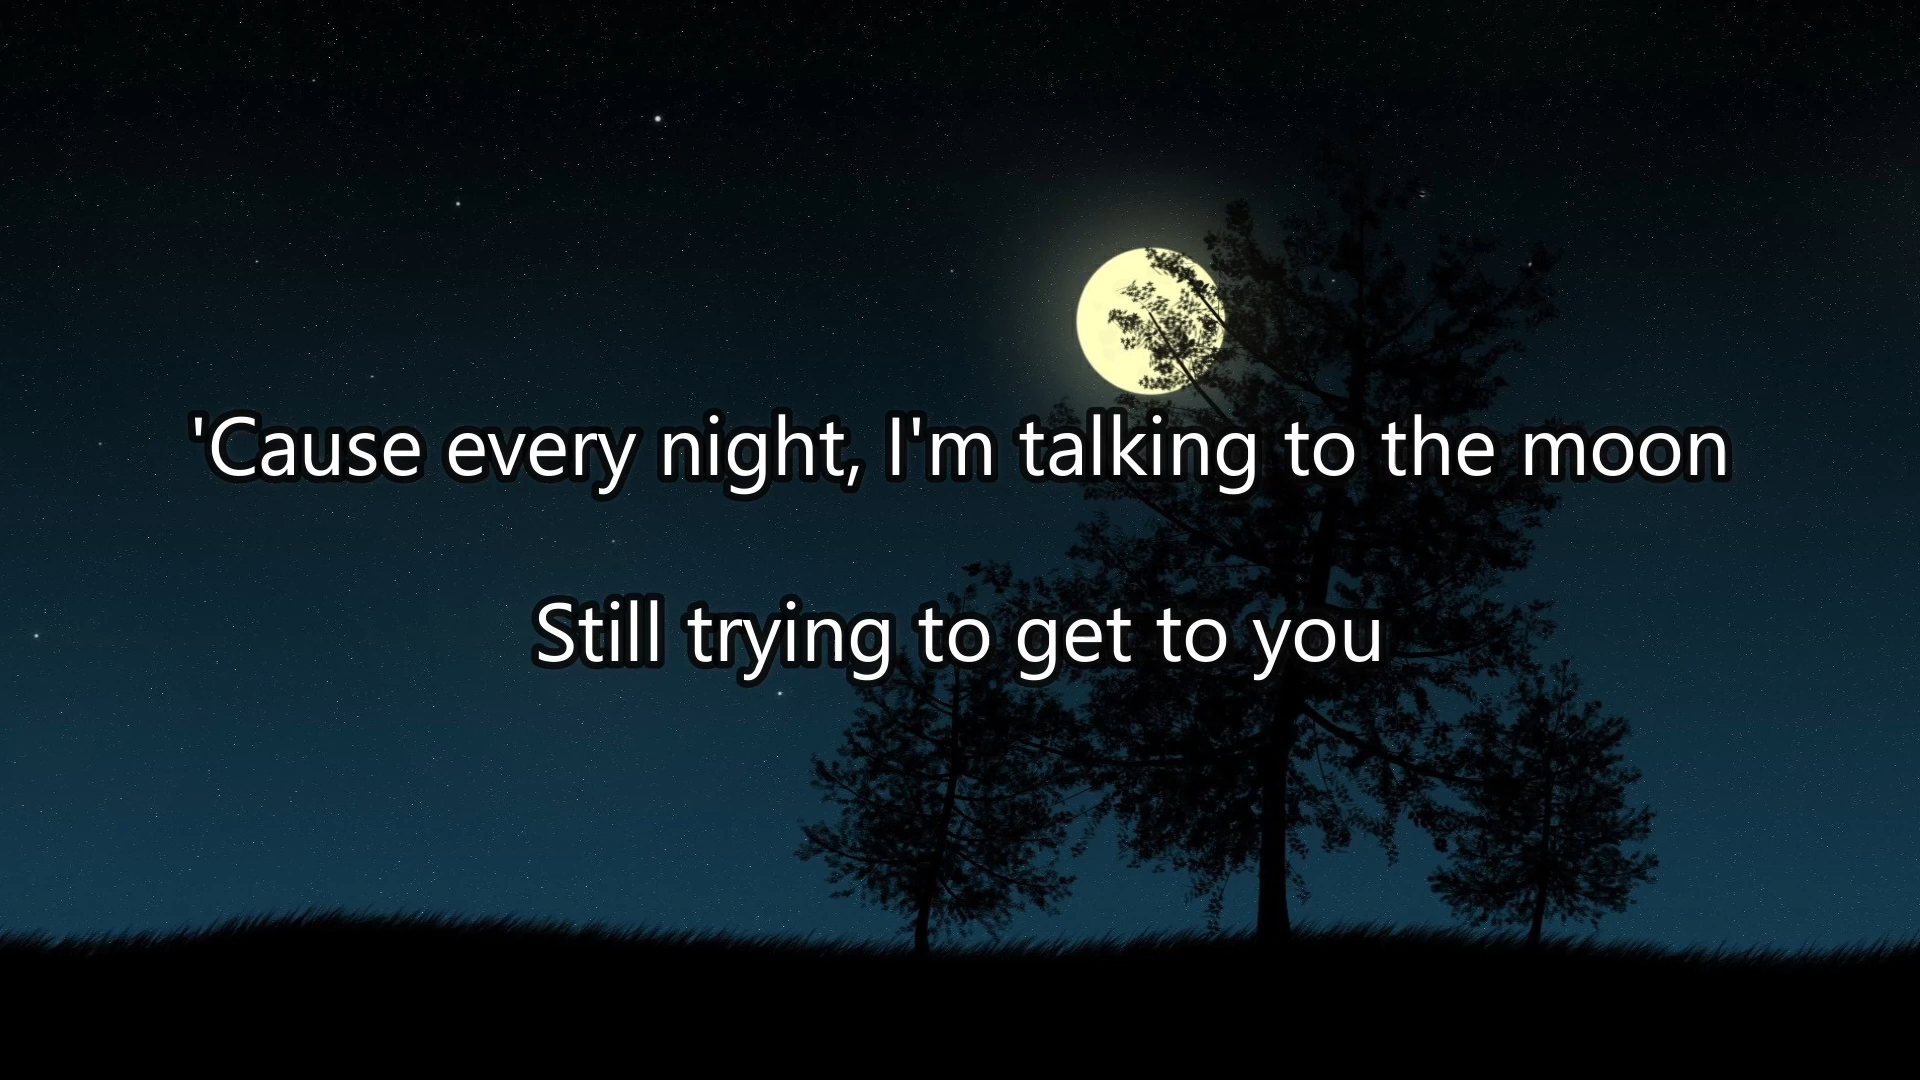 'Cause every night, I'm talking to the moon
Still trying to get to you